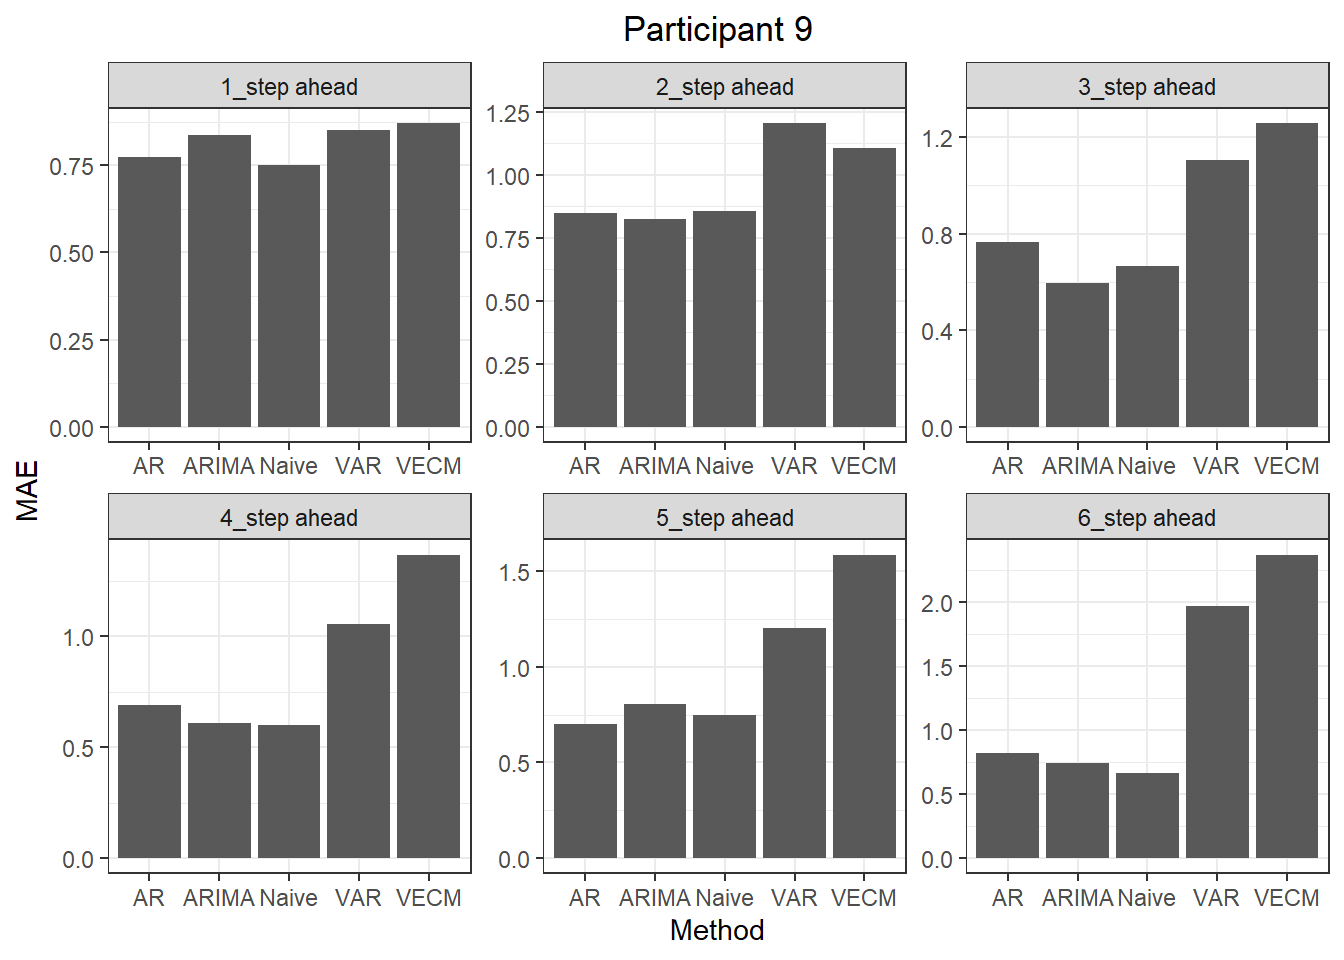 Participant 9
1_step ahead
2_step ahead
3_step ahead
0.75
0.50
0.25
0.00
1.25
1.00
0.75
0.50
0.25
0.00
1.2
0.8
0.4
0.0
AR ARIMA Naive VAR VECM
AR ARIMA Naive VAR VECM
AR ARIMA Naive VAR VECM
MAE
4_step ahead
5_step ahead
6_step ahead
1.0
0.5
0.0
1.5
1.0
0.5
0.0
2.0
1.5
1.0
0.5
0.0
AR ARIMA Naive VAR VECM
AR ARIMA Naive VAR VECM
AR ARIMA Naive VAR VECM
Method